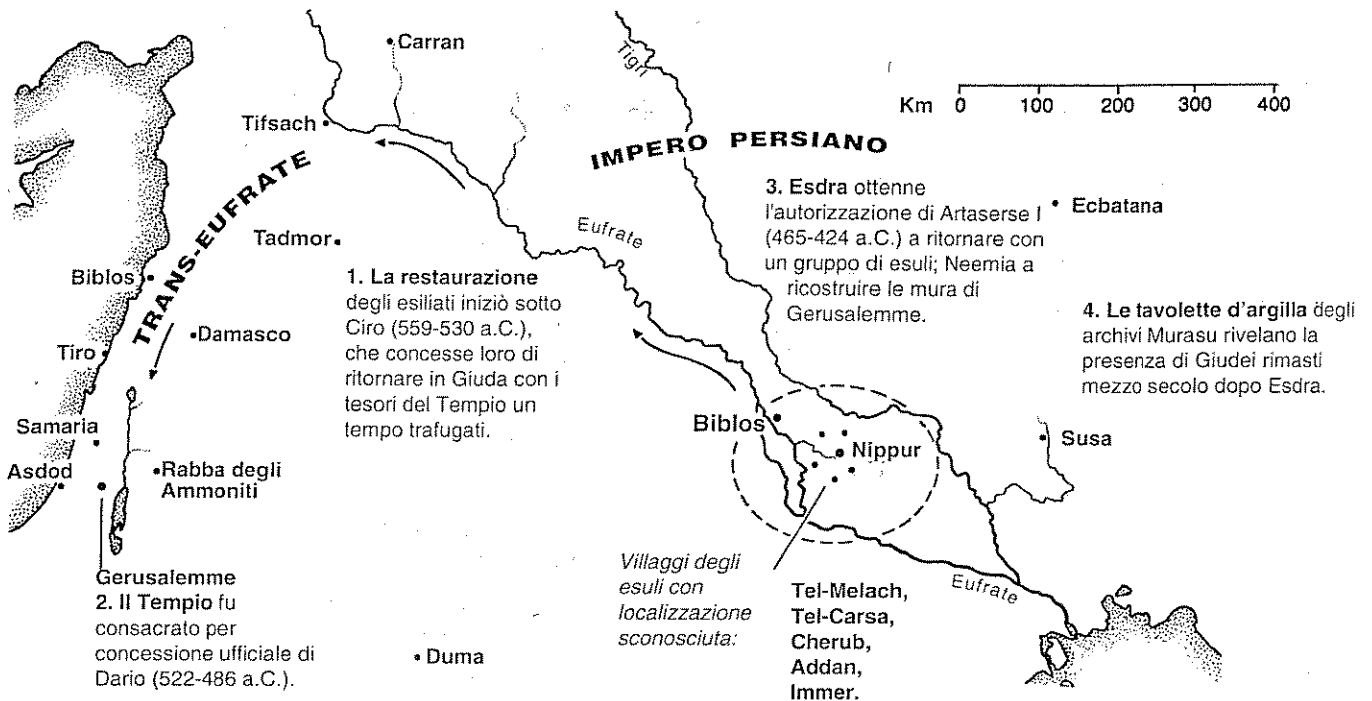 Carran
Tigri
Km 0 100 200 300 400
Tifsach
IMPERO PERSIANO
TRANS-EUFRATE
3. Esdra ottenne
l'autorizzazione di Artaserse I
(465-424 a.C.) a ritornare con
un gruppo di esuli; Neemia a
ricostruire le mura di
Gerusalemme.
Ecbatana
Eufrate
Tadmor
Biblos
1. La restaurazione
degli esiliati iniziò sotto
Ciro (559-530 a.C.),
che concesse loro di
ritornare in Giuda con i
tesori del Tempio un
tempo trafugati.
4. Le tavolette d'argilla degli
archivi Murasu rivelano la
presenza di Giudei rimasti
mezzo secolo dopo Esdra.
Damasco
Tiro
Samaria
Biblos
Nippur
Susa
Asdod
Rabba degli
Ammoniti
Gerusalemme
2. Il Tempio fu
consacrato per
concessione ufficiale di
Dario (522-486 a.C.).
Duma
Villaggi degli
esuli con
localizzazione
sconosciuta:
Tel-Melach,
Tel-Carsa,
Cherub,
Addan,
Immer.
Eufrate